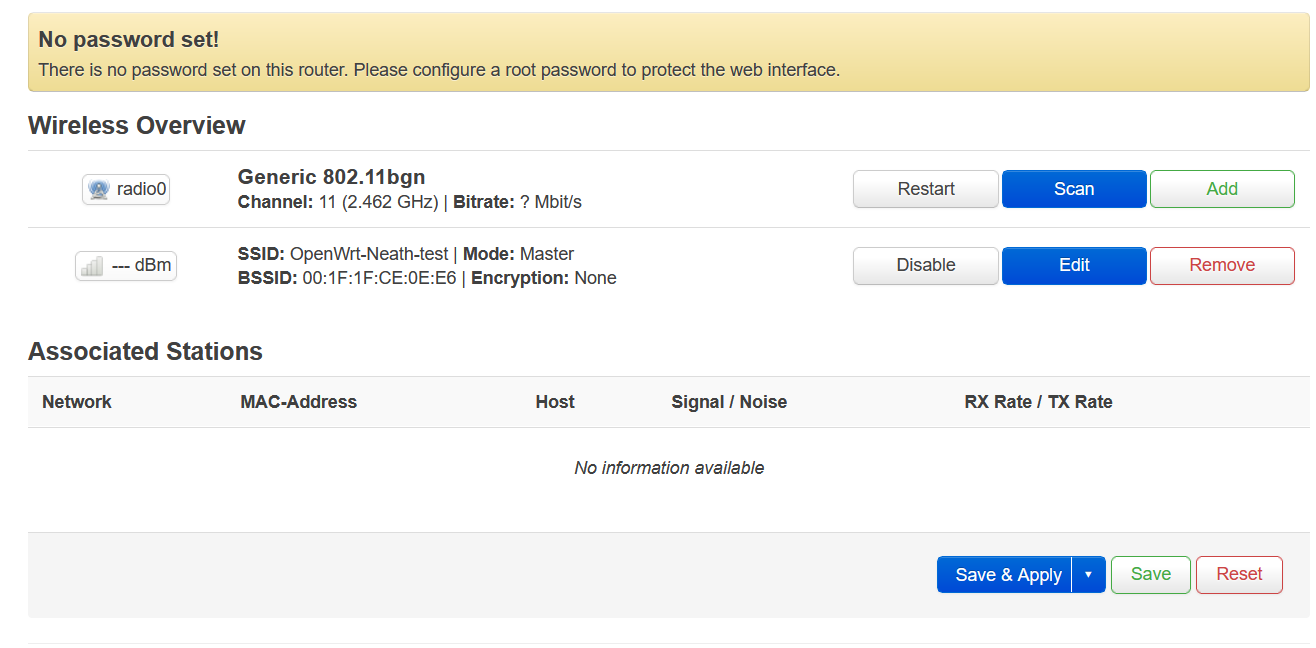 No password set!
There is no password set on this router. Please configure a root password to protect the web interface.
Wireless Overview
radio0
Generic 802.11bgn
Channel: 11 (2.462 GHz) | Bitrate: ? Mbit/s
Restart Scan Add
--- dBm
SSID: OpenWrt-Neath-test | Mode: Master
BSSID: 00:1F:1F:CE:0E:E6 | Encryption: None
Disable Edit Remove
Associated Stations
Network MAC-Address Host Signal / Noise RX Rate / TX Rate
No information available
Save & Apply Save Reset